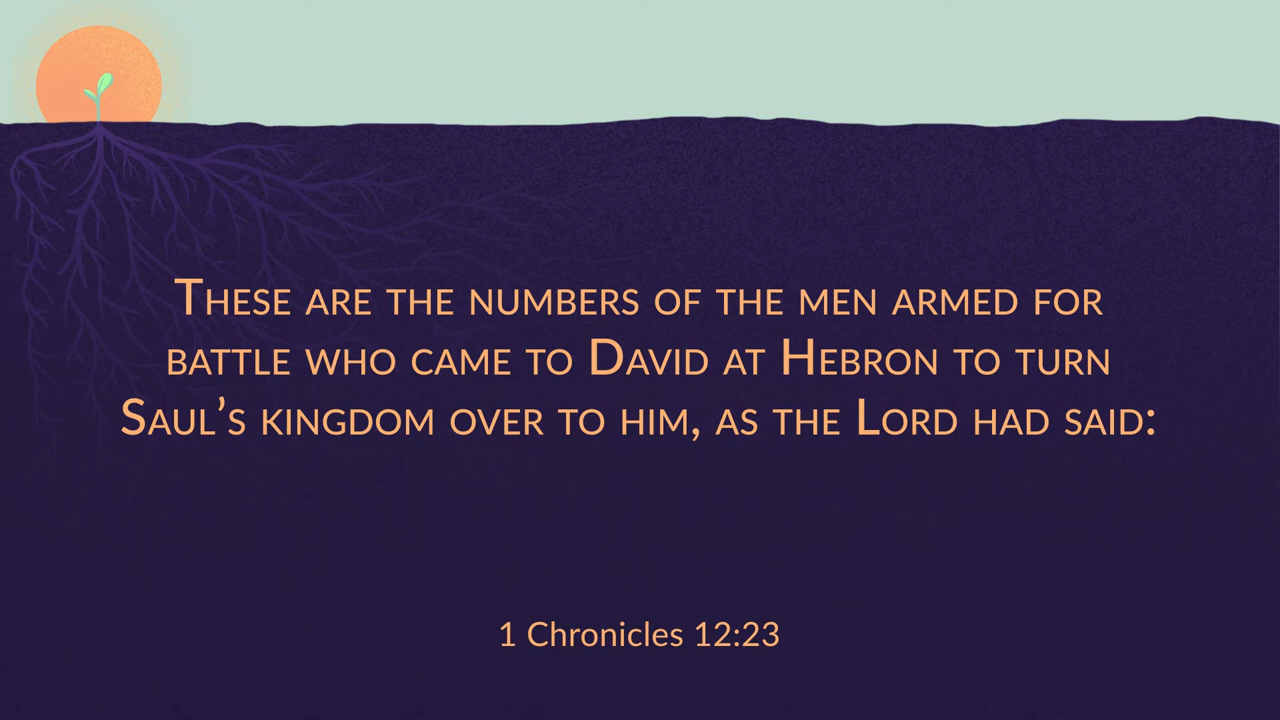 These are the numbers of the men armed for
battle who came to David at Hebron to turn
Saul’s kingdom over to him, as the Lord had said:
1 Chronicles 12:23